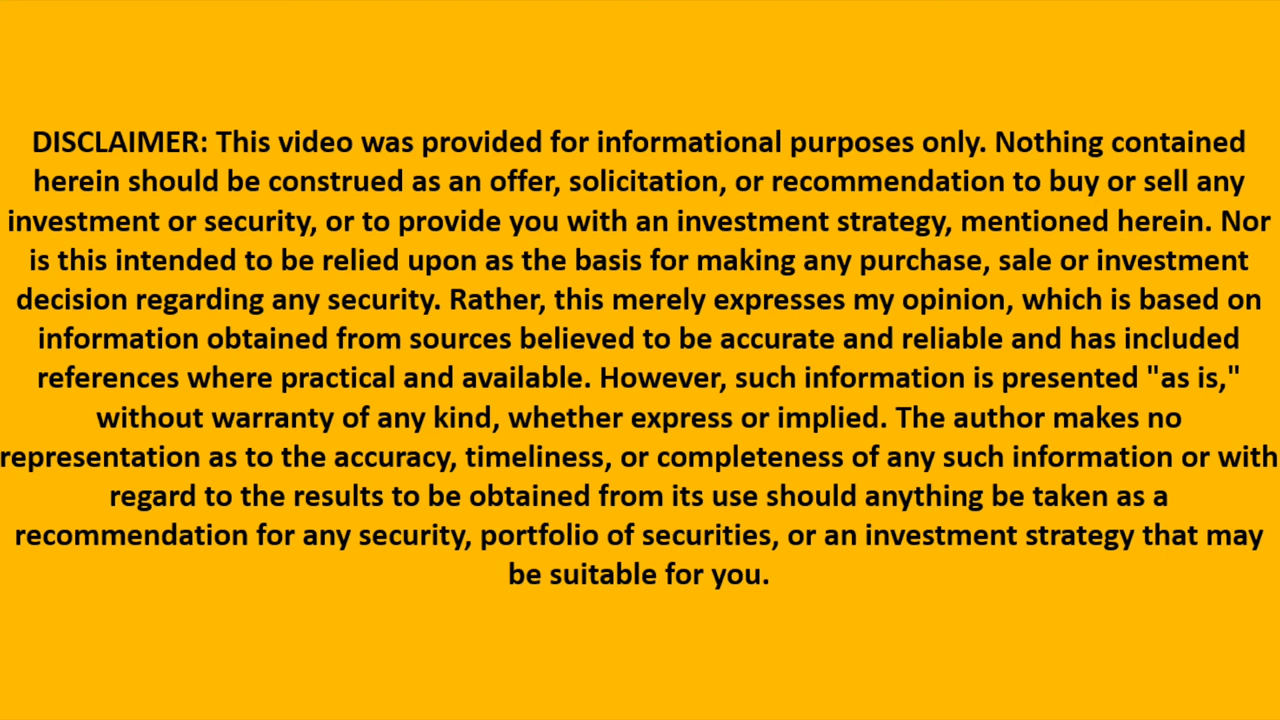 DISCLAIMER: This video was provided for informational purposes only. Nothing contained
herein should be construed as an offer, solicitation, or recommendation to buy or sell any
investment or security, or to provide you with an investment strategy, mentioned herein. Nor
is this intended to be relied upon as the basis for making any purchase, sale or investment
decision regarding any security. Rather, this merely expresses my opinion, which is based on
information obtained from sources believed to be accurate and reliable and has included
references where practical and available. However, such information is presented "as is,"
without warranty of any kind, whether express or implied. The author makes no
representation as to the accuracy, timeliness, or completeness of any such information or with
regard to the results to be obtained from its use should anything be taken as a
recommendation for any security, portfolio of securities, or an investment strategy that may
be suitable for you.